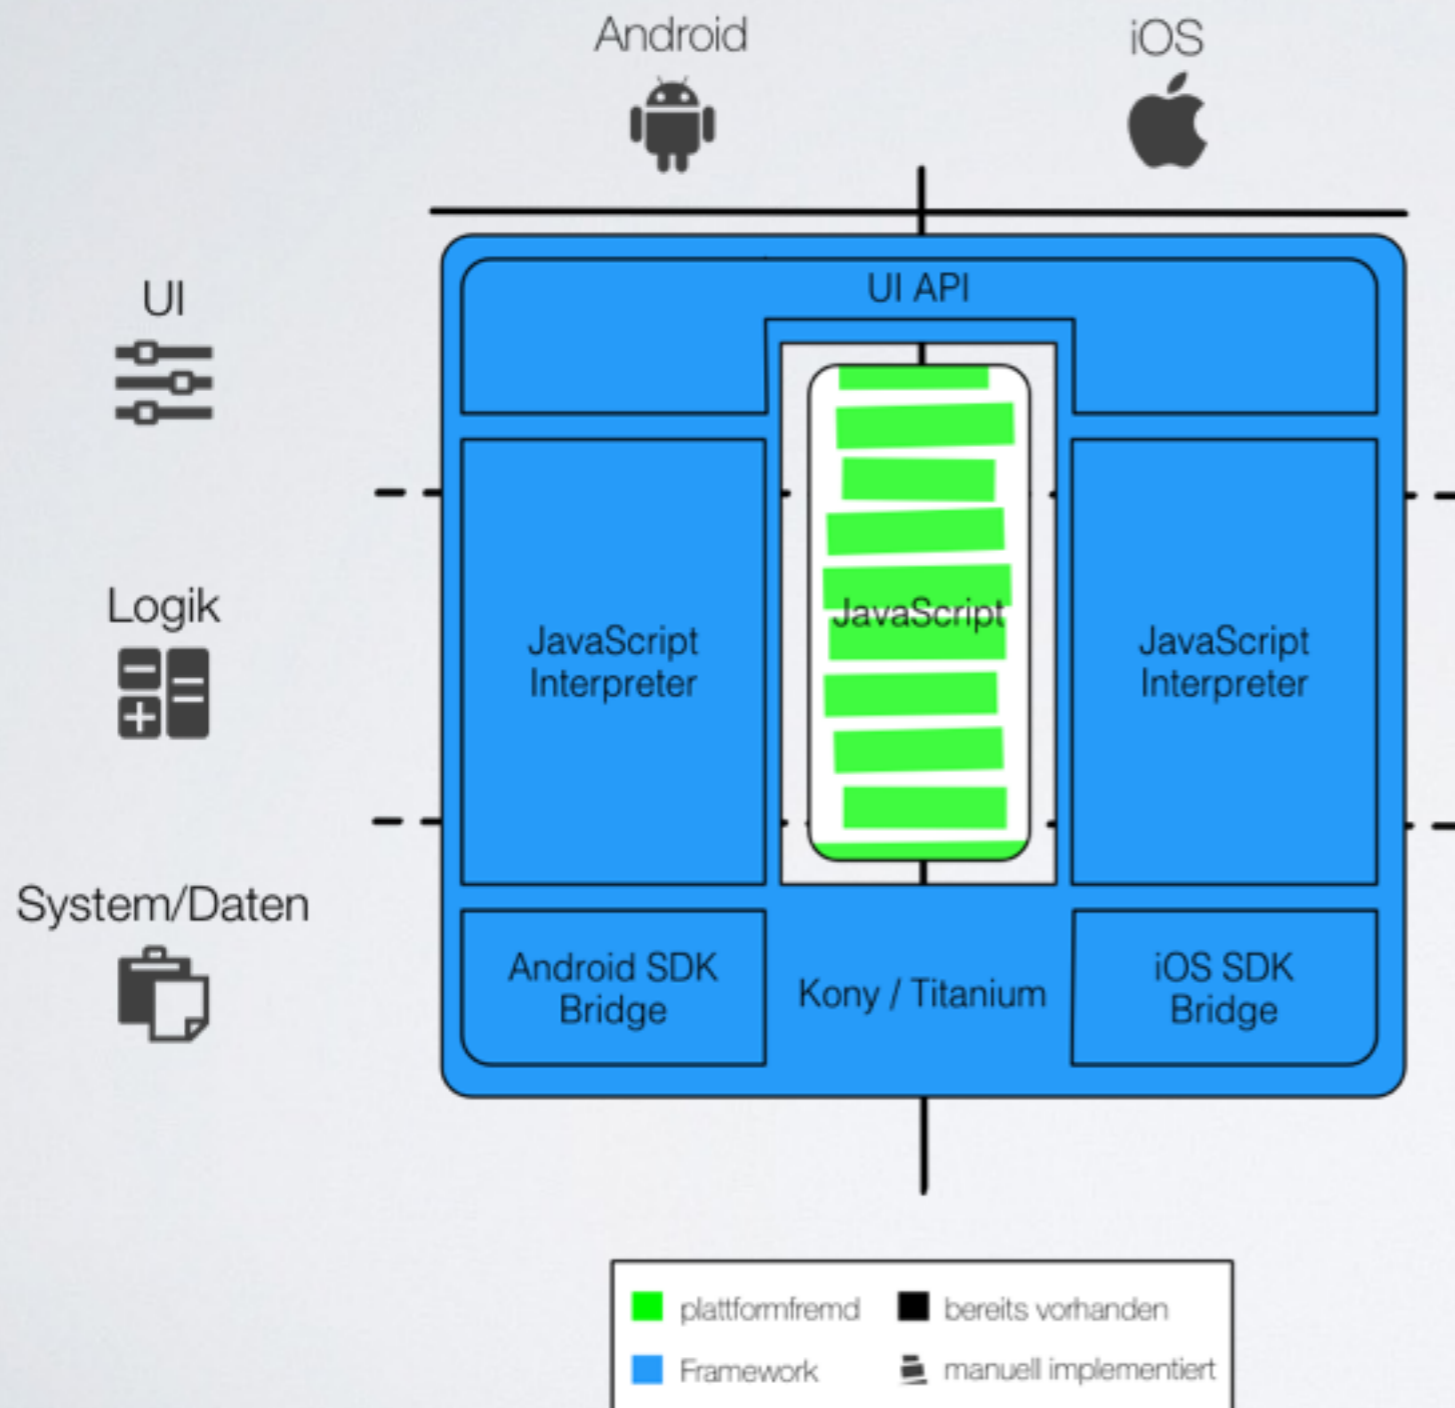 Android
iOS
UI
UI API
Logik
JavaScript
JavaScript
Interpreter
JavaScript
Interpreter
System/Daten
Android SDK
Bridge
Kony / Titanium
iOS SDK
Bridge
plattformfremd
bereits vorhanden
Framework
manuell implementiert